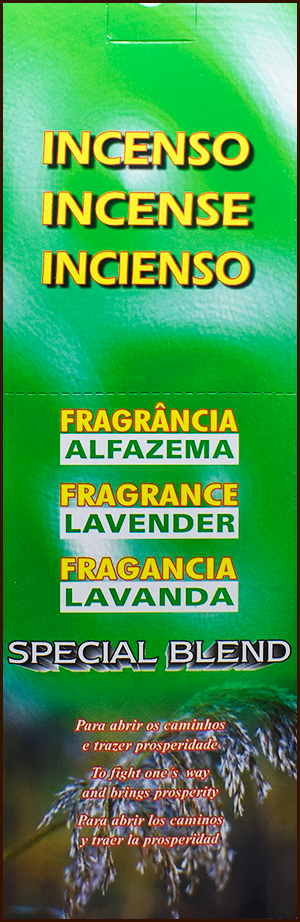 INCENSO
INCENSE
INCIENSO
FRAGRÂNCIA
ALFAZEMA
FRAGRANCE
LAVENDER
FRAGANCIA
LAVANDA
SPECIAL BLEND
Para abrir os caminhos
e trazer prosperidade
To fight one's way
and brings prosperity
Para abrir los caminos
y traer la prosperidad